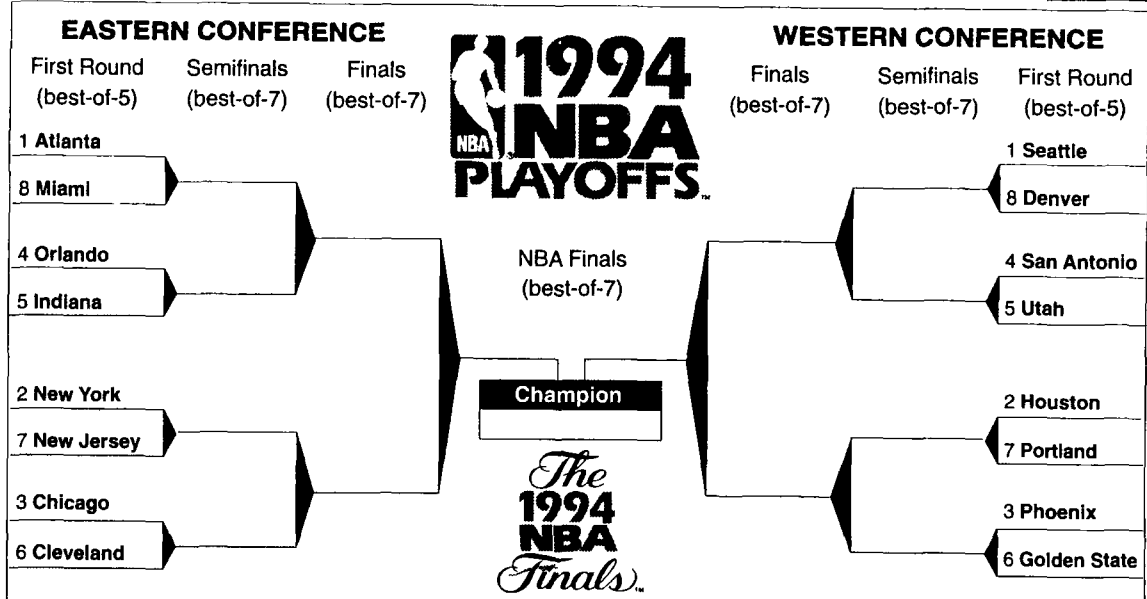 EASTERN CONFERENCE
First Round
(best-of-5)
Semifinals
(best-of-7)
Finals
(best-of-7)
1 Atlanta
8 Miami
4 Orlando
5 Indiana
2 New York
7 New Jersey
3 Chicago
6 Cleveland
NBA
1994
NBA
PLAYOFFS™
NBA Finals
(best-of-7)
Champion
The
1994
NBA
Finals™
WESTERN CONFERENCE
Finals
(best-of-7)
Semifinals
(best-of-7)
First Round
(best-of-5)
1 Seattle
8 Denver
4 San Antonio
5 Utah
2 Houston
7 Portland
3 Phoenix
6 Golden State